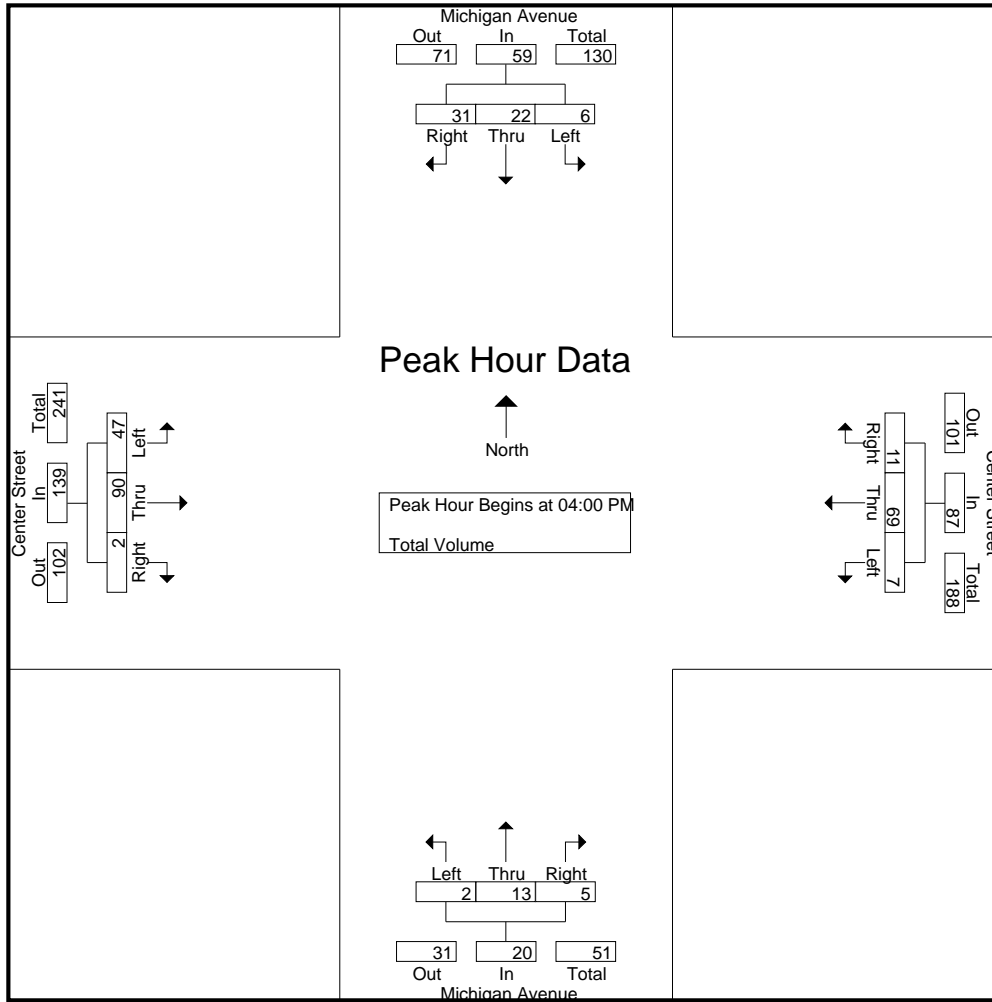 Michigan Avenue
Out In Total
71 59 130
31 22 6
Right Thru Left
Peak Hour Data
North
Peak Hour Begins at 04:00 PM
Total Volume
Center Street
Out In Total
102 139 241
Right Thru Left
2 90 47
Center Street
Out In Total
101 87 188
Right Thru Left
11 69 7
Left Thru Right
2 13 5
31 20 51
Out In Total
Michigan Avenue